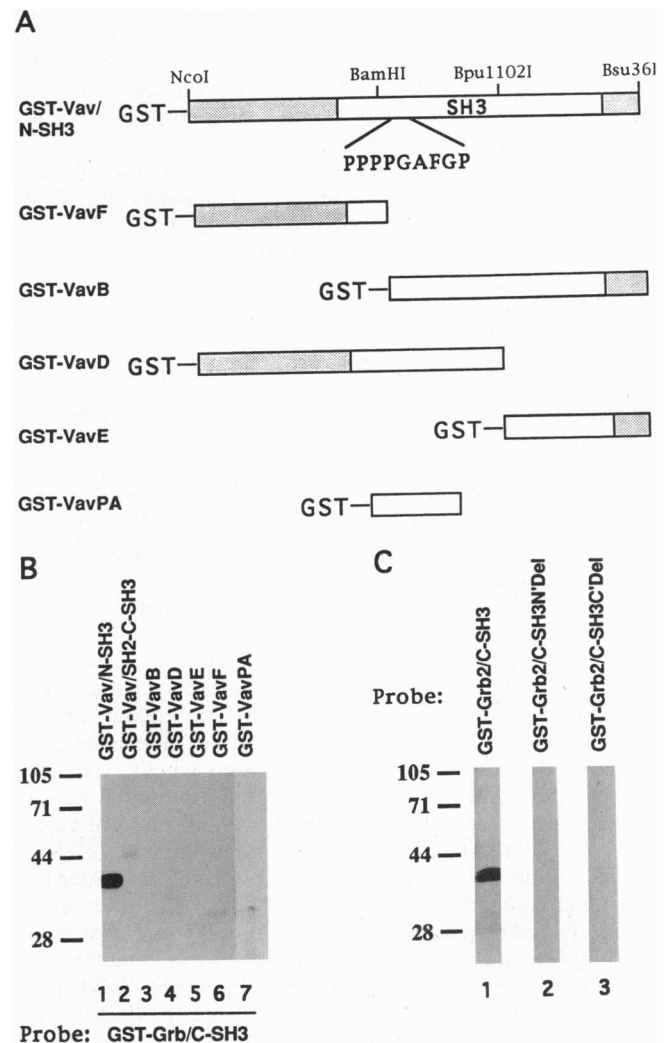 A
NcoI BamHI Bpu1102I Bsu36I
GST-Vav/
N-SH3
GST
SH3
PPPPGAFGP
GST-VavF GST
GST-VavB GST
GST-VavD GST
GST-VavE GST
GST-VavPA GST
B
GST-Vav/N-SH3
GST-Vav/SH2-C-SH3
GST-VavB
GST-VavD
GST-VavE
GST-VavF
GST-VavPA
105
71
44
28
1 2 3 4 5 6 7
Probe: GST-Grb/C-SH3
C
Probe:
GST-Grb2/C-SH3
GST-Grb2/C-SH3N'Del
GST-Grb2/C-SH3C'Del
105
71
44
28
1 2 3